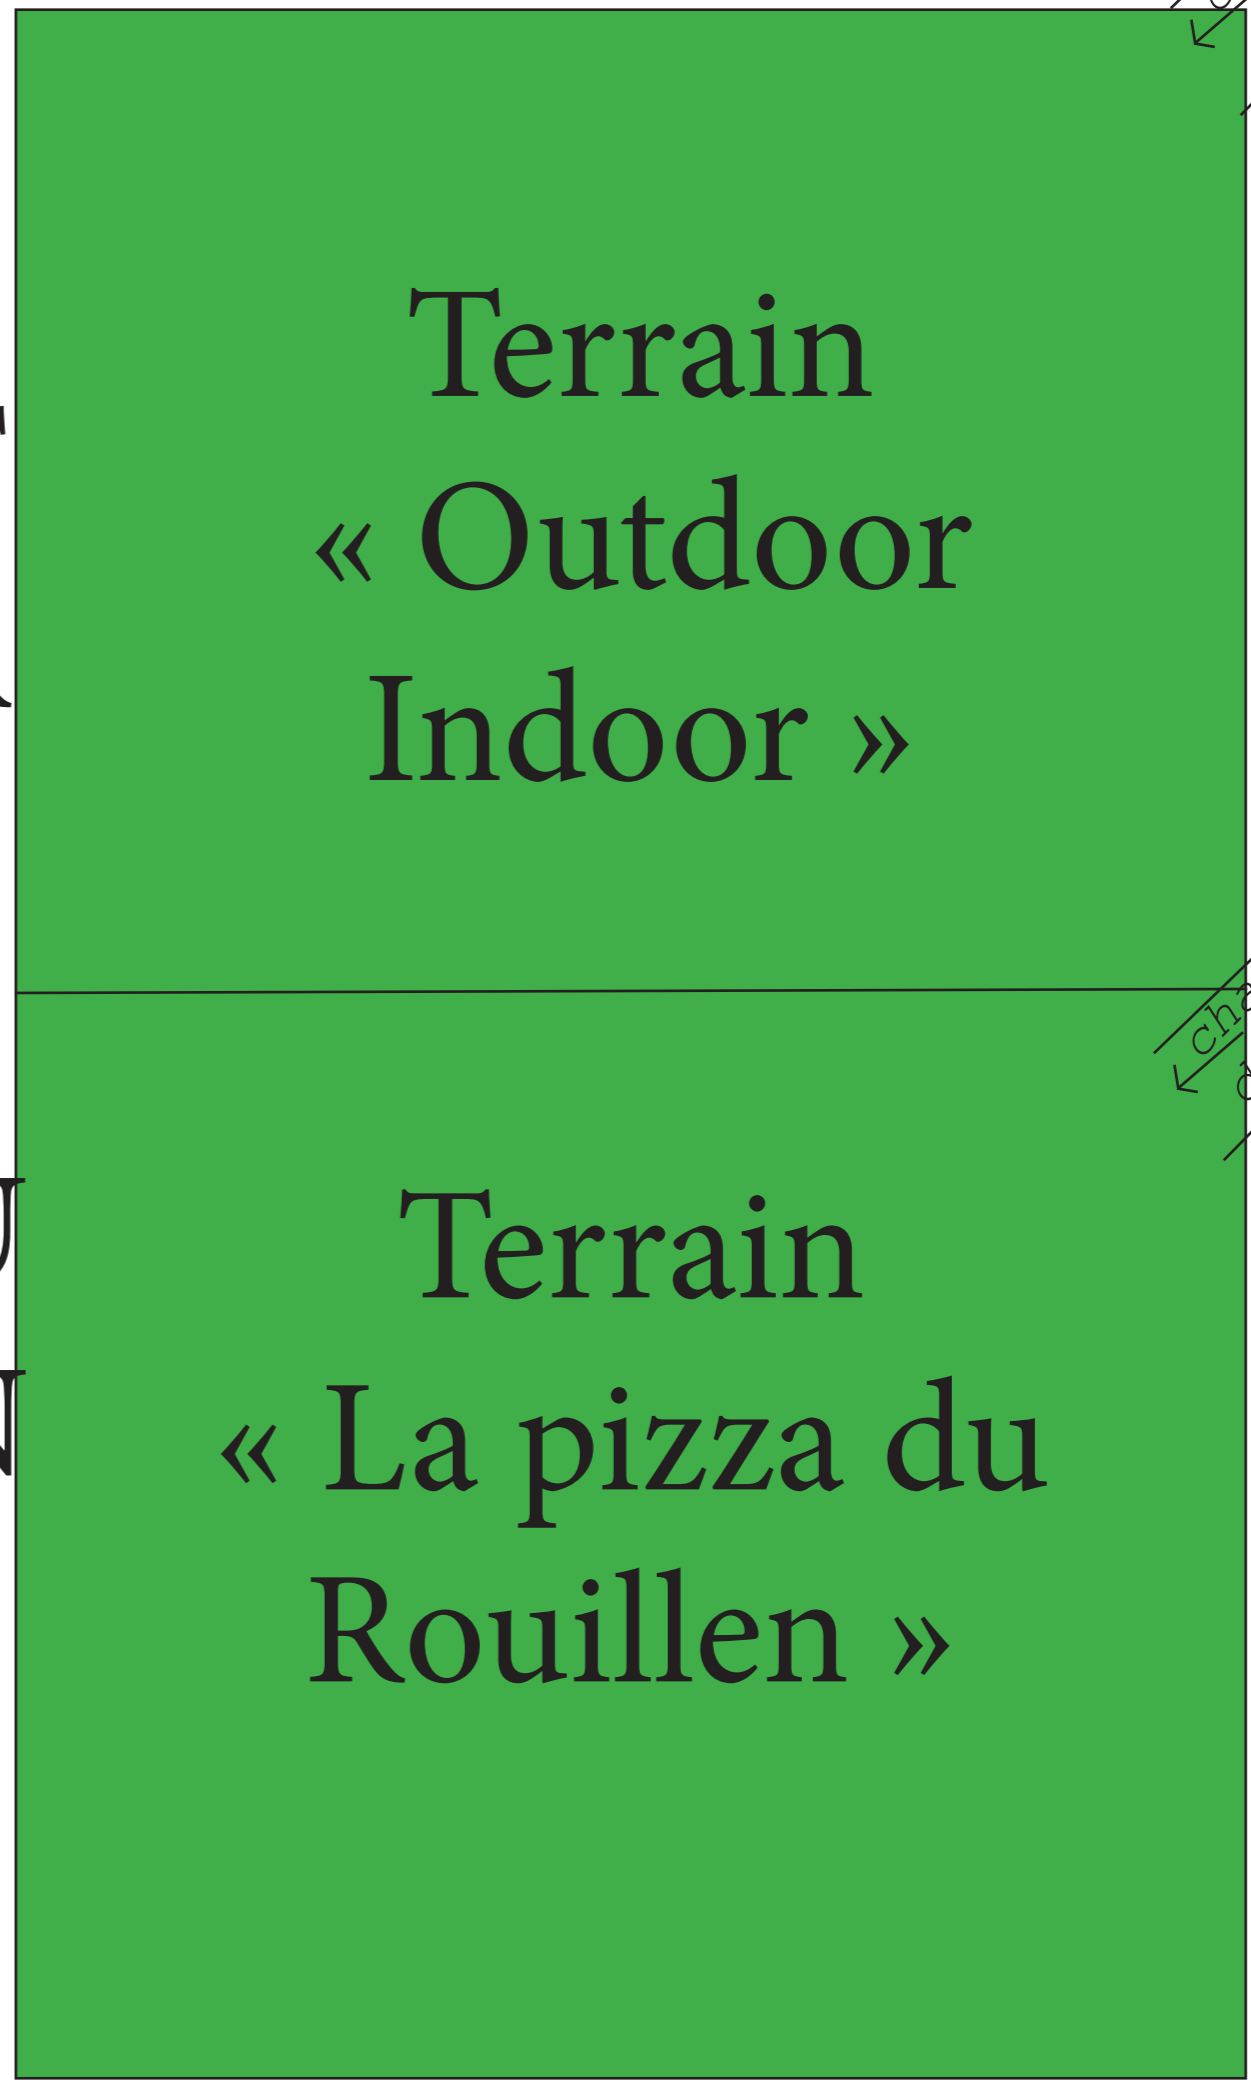 Terrain
« Outdoor
Indoor »
Terrain
« La pizza du
Rouillen »